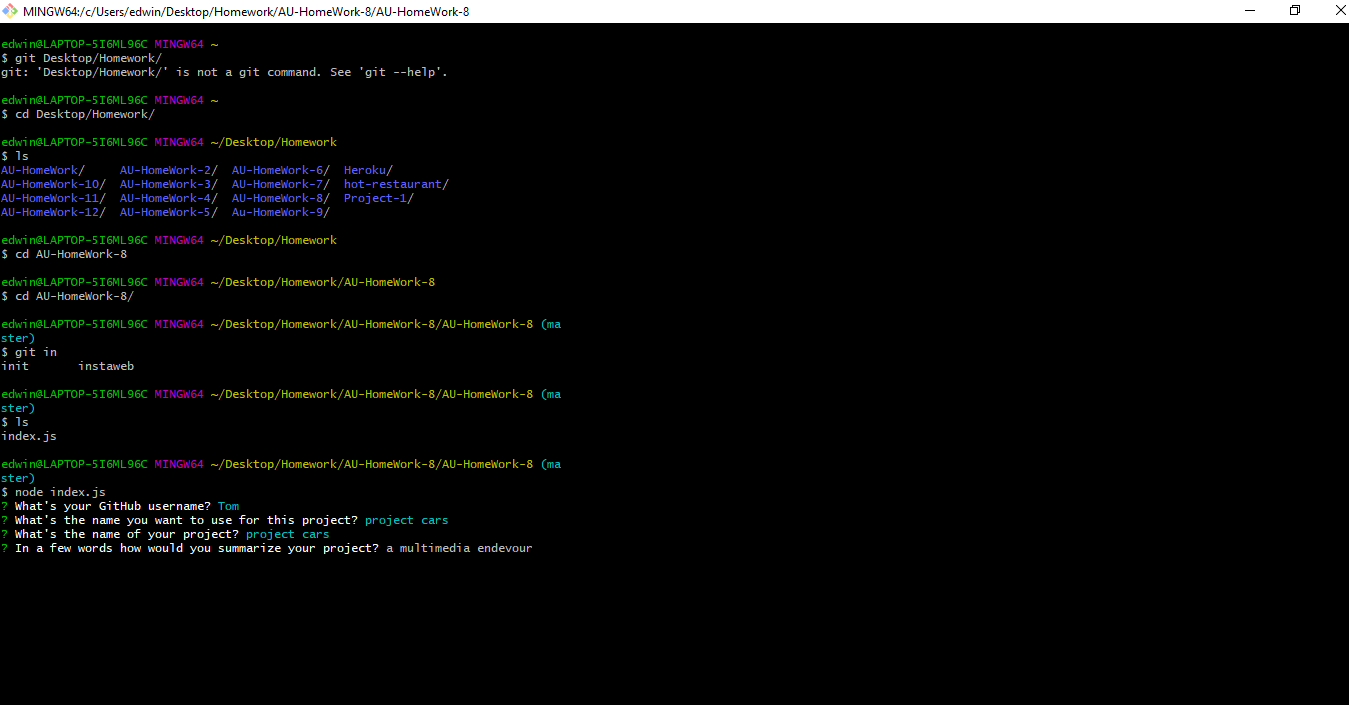 MINGW64:/c/Users/edwin/Desktop/Homework/AU-HomeWork-8/AU-HomeWork-8
edwin@LAPTOP-5I6ML96C MINGW64 ~
$ git Desktop/Homework/
git: 'Desktop/Homework/' is not a git command. See 'git --help'.
edwin@LAPTOP-5I6ML96C MINGW64 ~
$ cd Desktop/Homework/
edwin@LAPTOP-5I6ML96C MINGW64 ~/Desktop/Homework
$ ls
AU-HomeWork/     AU-HomeWork-2/  AU-HomeWork-6/  Heroku/
AU-HomeWork-10/  AU-HomeWork-3/  AU-HomeWork-7/  hot-restaurant/
AU-HomeWork-11/  AU-HomeWork-4/  AU-HomeWork-8/  Project-1/
AU-HomeWork-12/  AU-HomeWork-5/  Au-HomeWork-9/
edwin@LAPTOP-5I6ML96C MINGW64 ~/Desktop/Homework
$ cd AU-HomeWork-8
edwin@LAPTOP-5I6ML96C MINGW64 ~/Desktop/Homework/AU-HomeWork-8
$ cd AU-HomeWork-8/
edwin@LAPTOP-5I6ML96C MINGW64 ~/Desktop/Homework/AU-HomeWork-8/AU-HomeWork-8 (ma
ster)
$ git in
init       instaweb
edwin@LAPTOP-5I6ML96C MINGW64 ~/Desktop/Homework/AU-HomeWork-8/AU-HomeWork-8 (ma
ster)
$ ls
index.js
edwin@LAPTOP-5I6ML96C MINGW64 ~/Desktop/Homework/AU-HomeWork-8/AU-HomeWork-8 (ma
ster)
$ node index.js
? What's your GitHub username? Tom
? What's the name you want to use for this project? project cars
? What's the name of your project? project cars
? In a few words how would you summarize your project? a multimedia endevour